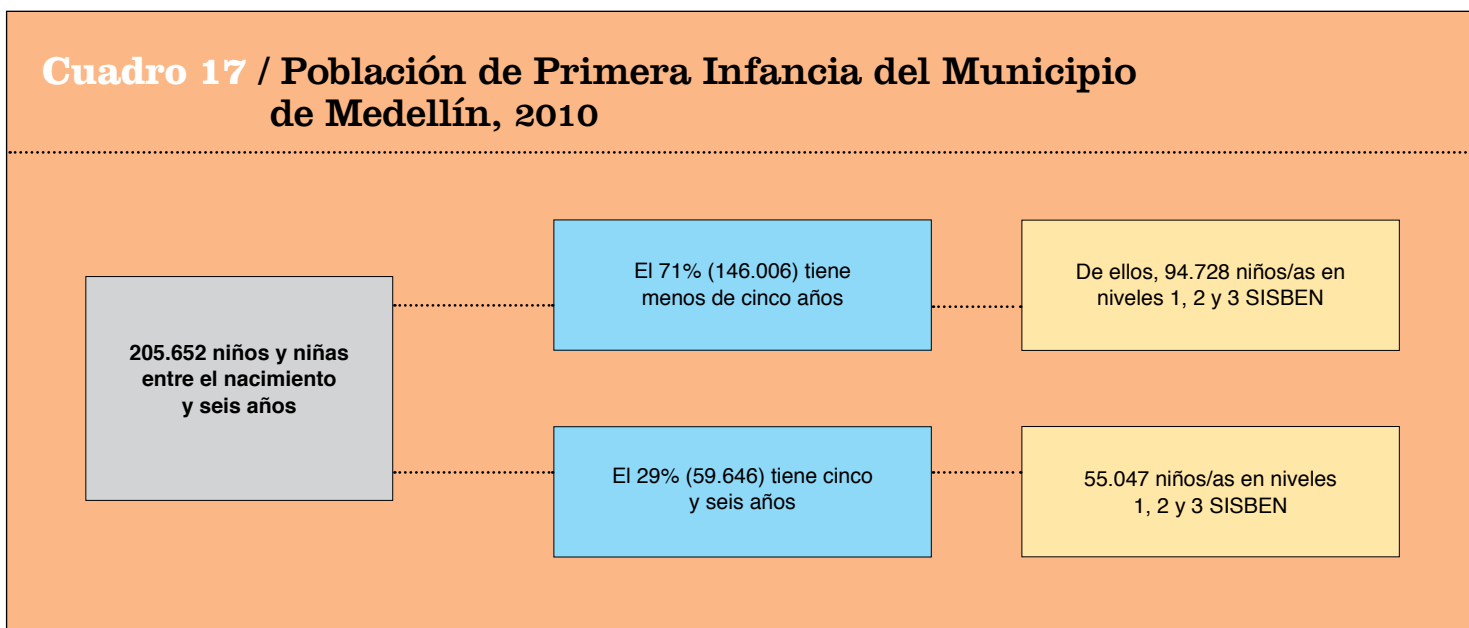 Cuadro 17 / Población de Primera Infancia del Municipio
de Medellín, 2010
205.652 niños y niñas
entre el nacimiento
y seis años
El 71% (146.006) tiene
menos de cinco años
De ellos, 94.728 niños/as en
niveles 1, 2 y 3 SISBEN
El 29% (59.646) tiene cinco
y seis años
55.047 niños/as en niveles
1, 2 y 3 SISBEN